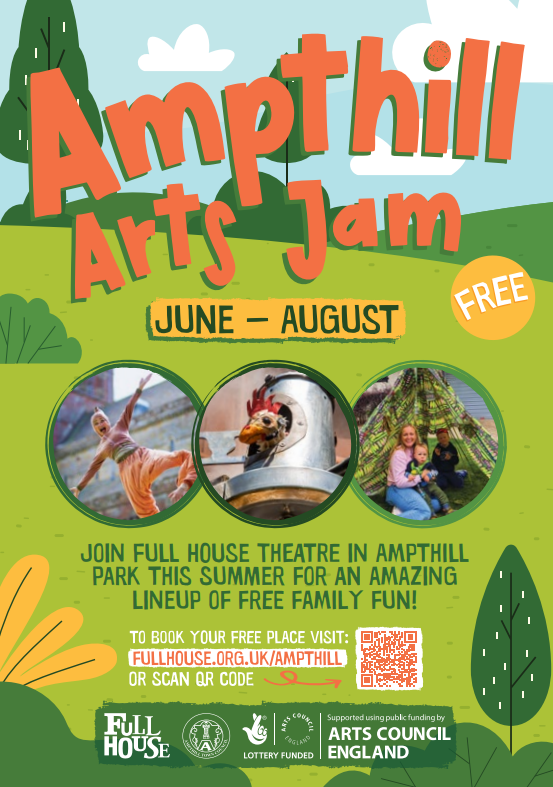 Ampthill
Arts Jam
FREE
JUNE – AUGUST
JOIN FULL HOUSE THEATRE IN AMPTHILL
PARK THIS SUMMER FOR AN AMAZING
LINEUP OF FREE FAMILY FUN!
TO BOOK YOUR FREE PLACE VISIT:
FULLHOUSE.ORG.UK/AMPTHILL
OR SCAN QR CODE
FULL
HOUSE
LOTTERY FUNDED
ARTS COUNCIL
ENGLAND
Supported using public funding by
ARTS COUNCIL
ENGLAND